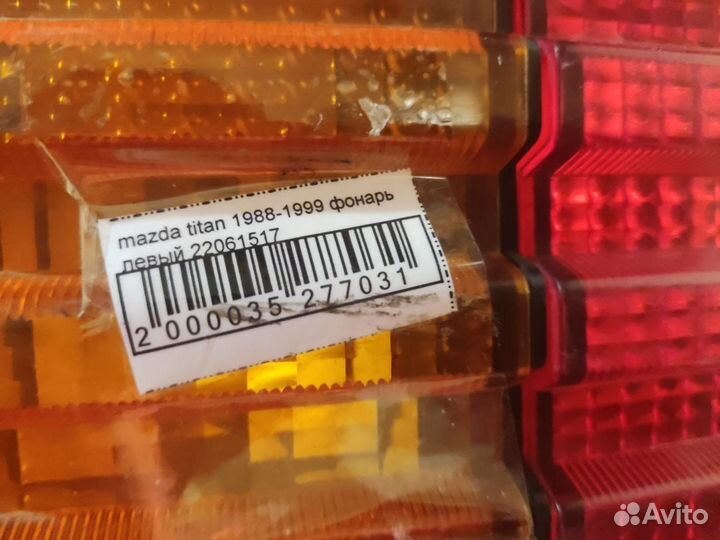 mazda titan 1988-1999 фонарь
левый 22061517
2 000035 277031
Avito